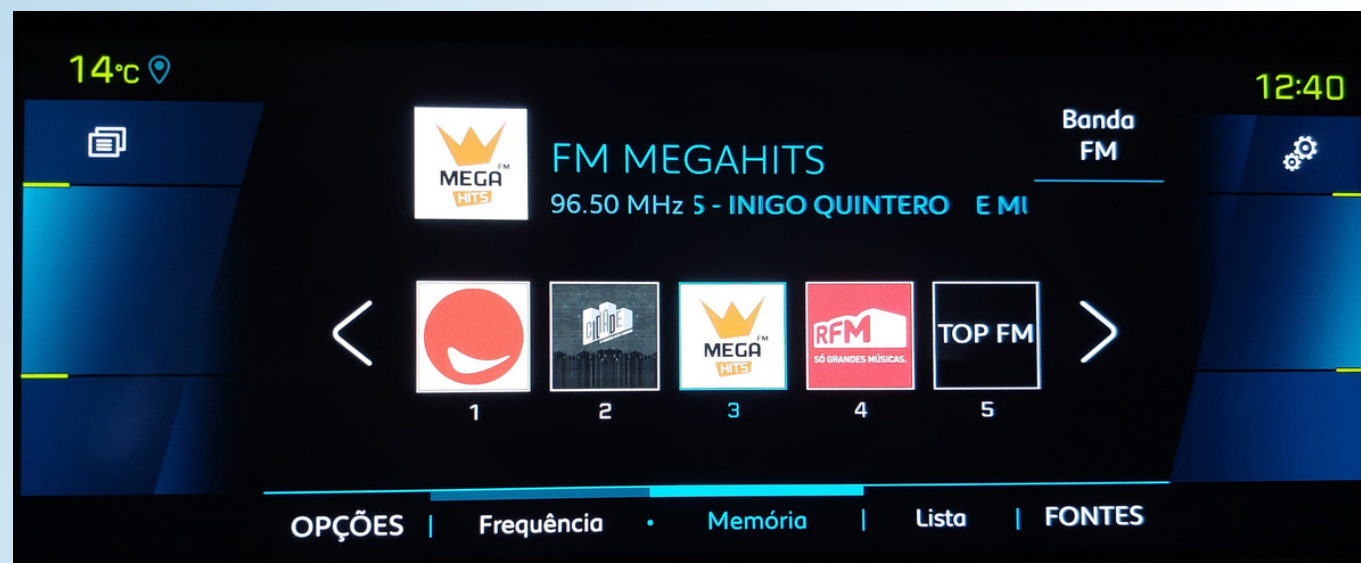 14°C
12:40
Banda
FM
MEGA FM
HITS
FM MEGAHITS
96.50 MHz 5 - INIGO QUINTERO E MU
CIDADE
MEGA FM
HITS
RFM
SÓ GRANDES MÚSICAS.
TOP FM
1 2 3 4 5
OPÇÕES | Frequência • Memória | Lista | FONTES